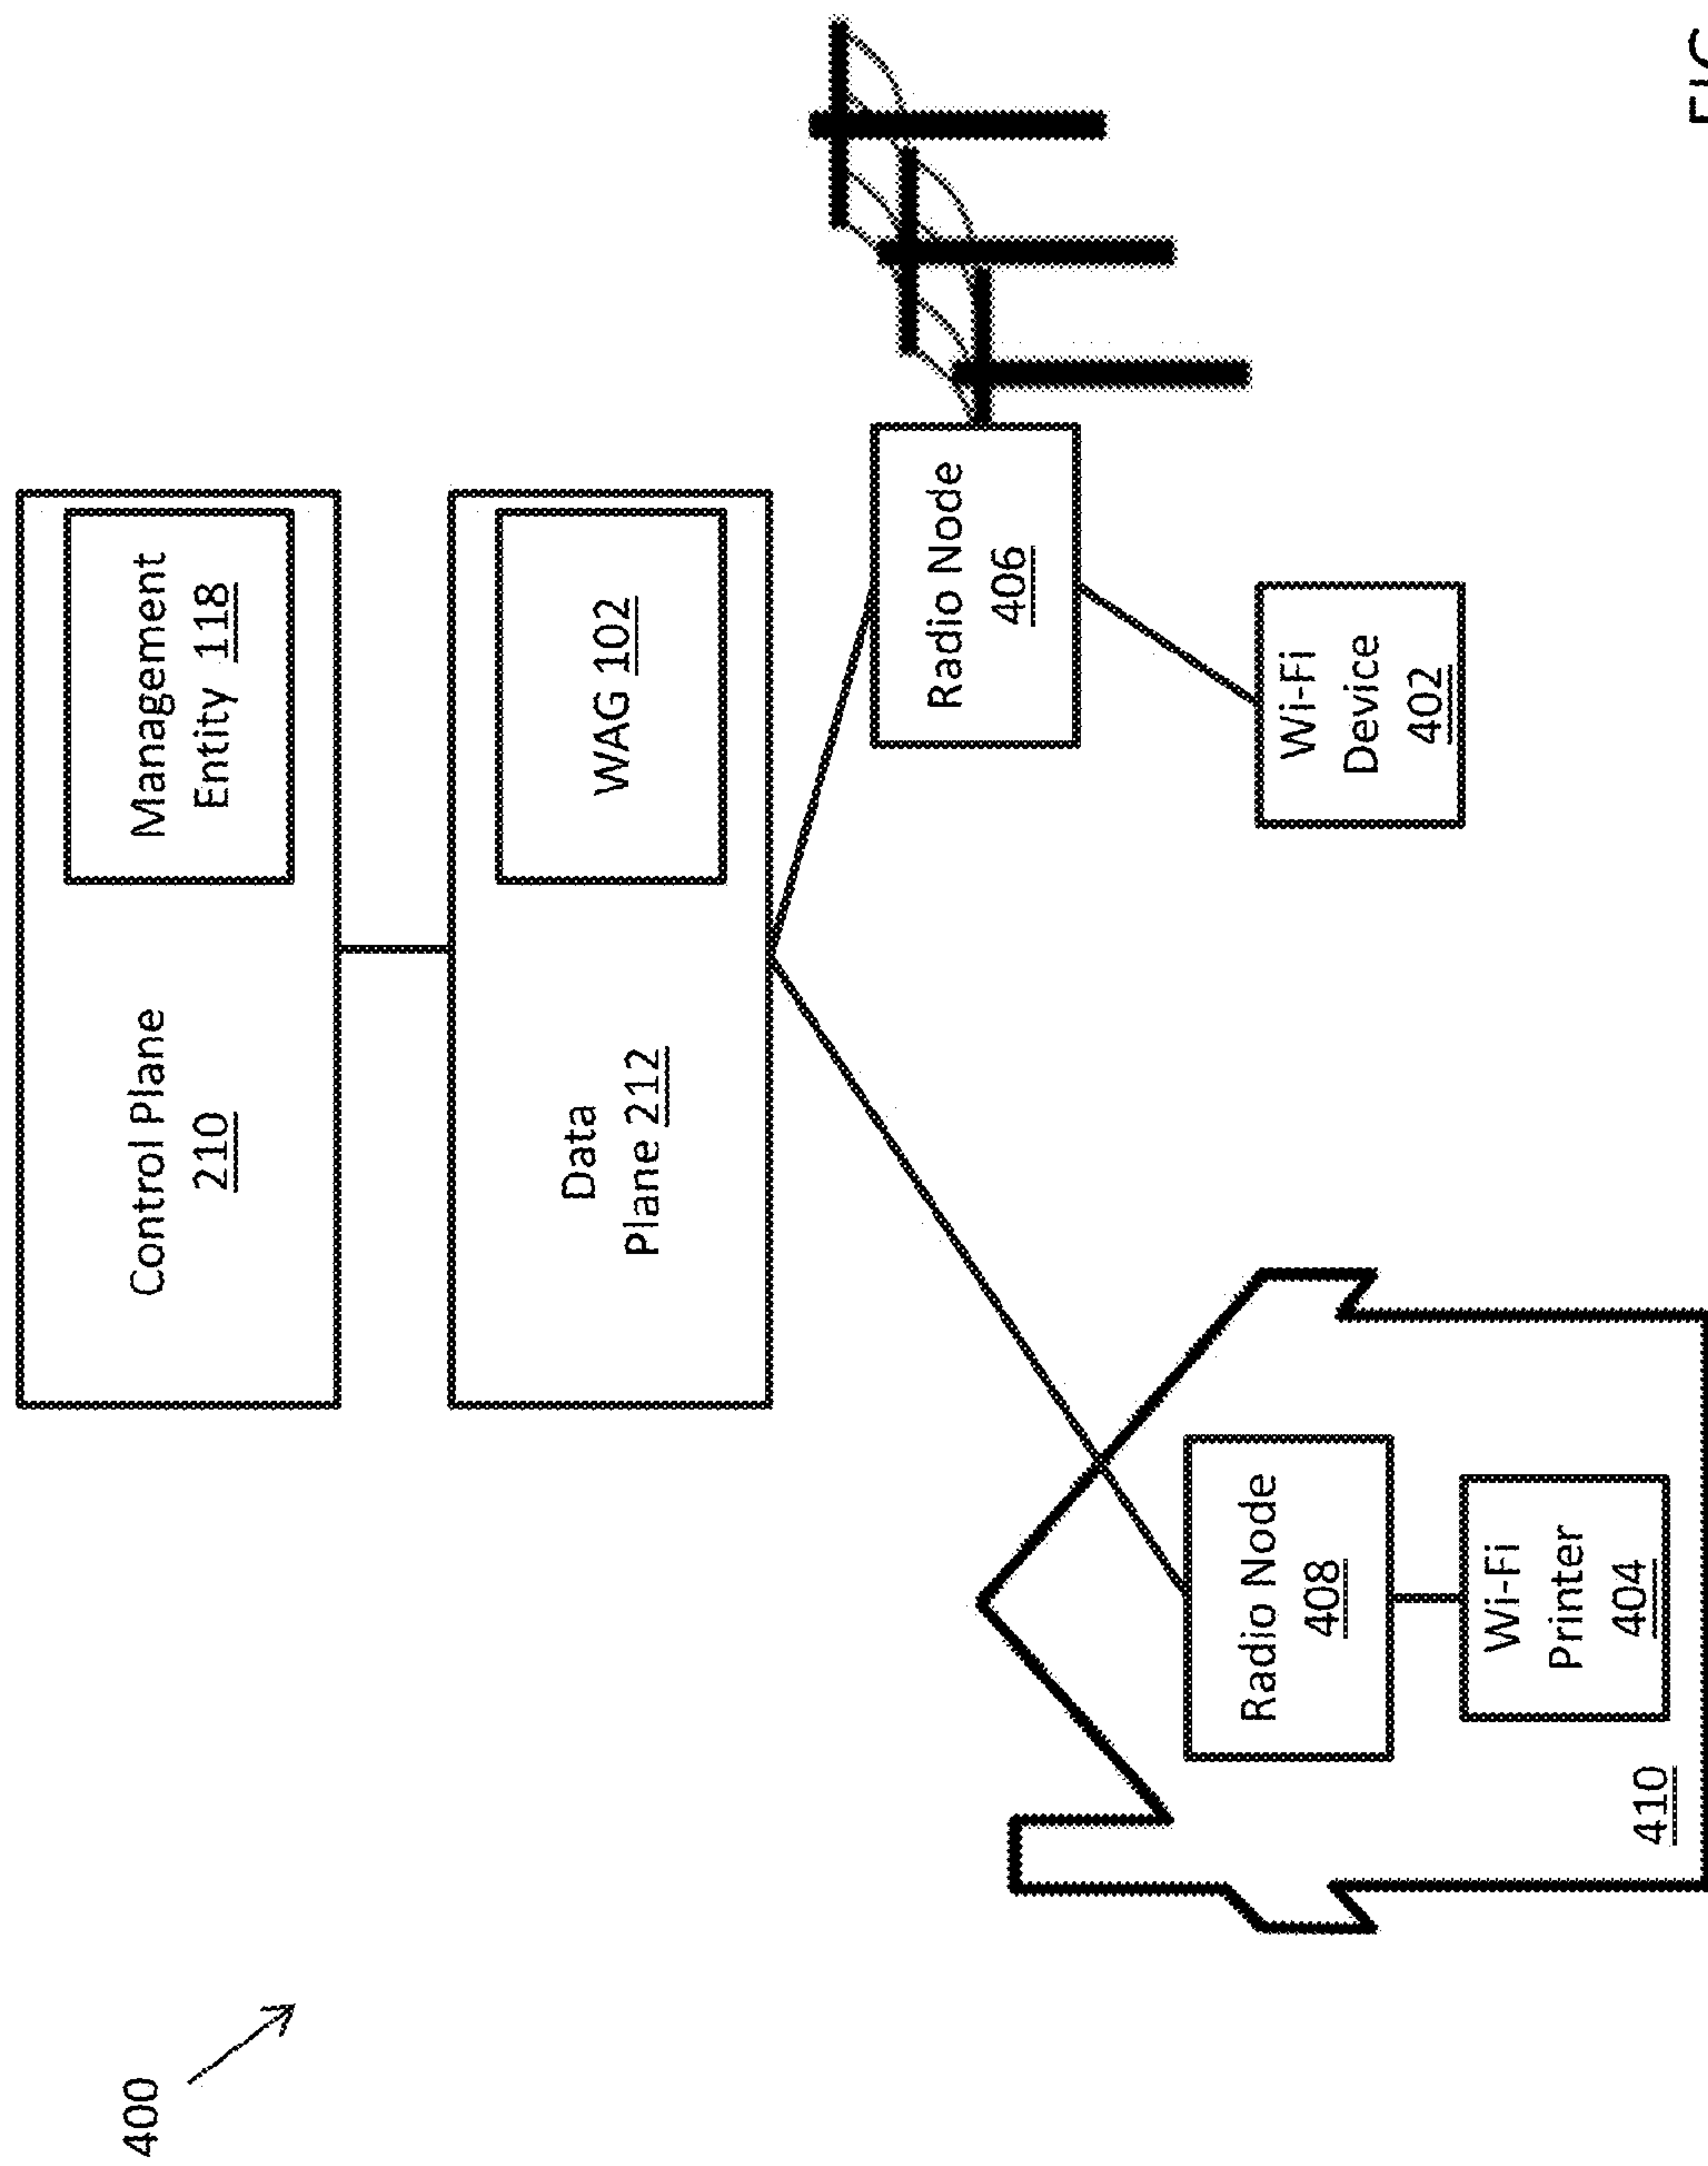 400
Control Plane
210
Management
Entity 118
Data
Plane 212
WAG 102
Radio Node
406
Wi-Fi
Device
402
Radio Node
408
Wi-Fi
Printer
404
410